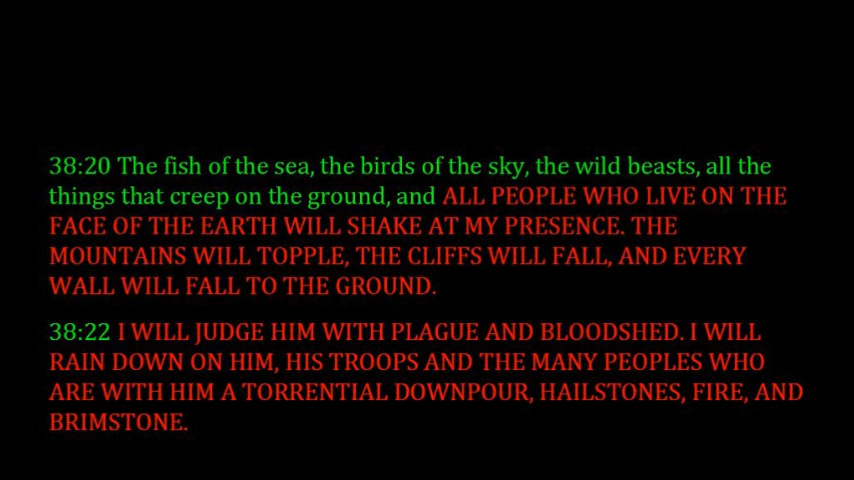 38:20 The fish of the sea, the birds of the sky, the wild beasts, all the
things that creep on the ground, and ALL PEOPLE WHO LIVE ON THE
FACE OF THE EARTH WILL SHAKE AT MY PRESENCE. THE
MOUNTAINS WILL TOPPLE, THE CLIFFS WILL FALL, AND EVERY
WALL WILL FALL TO THE GROUND.
38:22 I WILL JUDGE HIM WITH PLAGUE AND BLOODSHED. I WILL
RAIN DOWN ON HIM, HIS TROOPS AND THE MANY PEOPLES WHO
ARE WITH HIM A TORRENTIAL DOWNPOUR, HAILSTONES, FIRE, AND
BRIMSTONE.